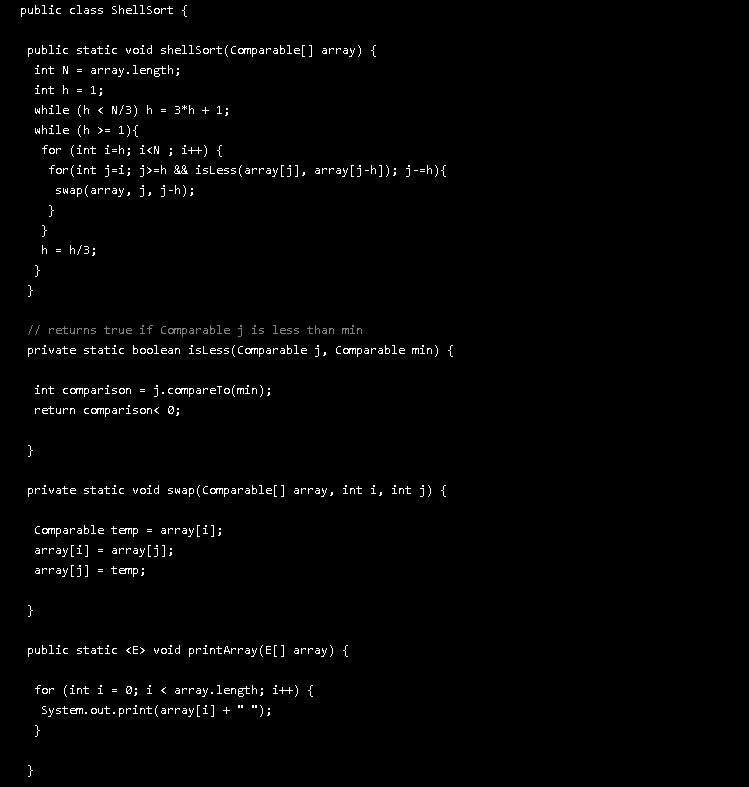 public class ShellSort {
public static void shellSort(Comparable[] array) {
int N = array.length;
int h = 1;
while (h < N/3) h = 3*h + 1;
while (h >= 1){
for (int i=h; i<N ; i++) {
for(int j=i; j>=h && isLess(array[j], array[j-h]); j-=h){
swap(array, j, j-h);
}
}
h = h/3;
}
}
// returns true if Comparable j is less than min
private static boolean isLess(Comparable j, Comparable min) {
int comparison = j.compareTo(min);
return comparison< 0;
}
private static void swap(Comparable[] array, int i, int j) {
Comparable temp = array[i];
array[i] = array[j];
array[j] = temp;
}
public static <E> void printArray(E[] array) {
for (int i = 0; i < array.length; i++) {
System.out.print(array[i] + " ");
}
}